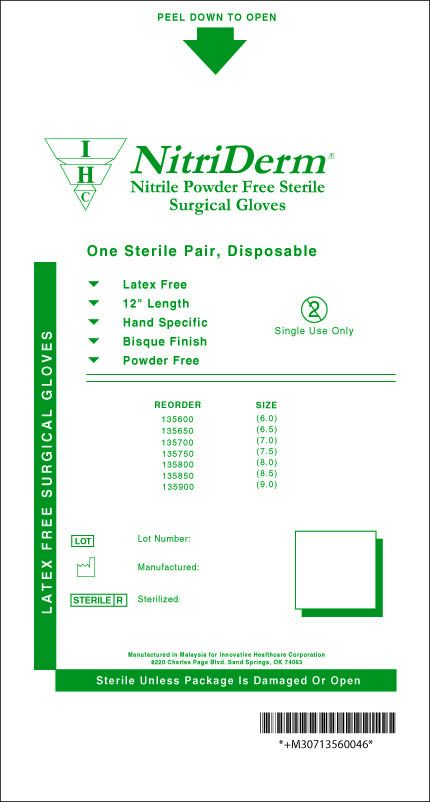 PEEL DOWN TO OPEN
I
H
C
NitriDerm®
Nitrile Powder Free Sterile
Surgical Gloves
One Sterile Pair, Disposable
Latex Free
12" Length
Hand Specific
Bisque Finish
Powder Free
2
Single Use Only
LATEX FREE SURGICAL GLOVES
REORDER SIZE
135600 (6.0)
135650 (6.5)
135700 (7.0)
135750 (7.5)
135800 (8.0)
135850 (8.5)
135900 (9.0)
LOT Lot Number:
Manufactured:
STERILE R Sterilized:
Manufactured in Malaysia for Innovative Healthcare Corporation
8220 Charles Page Blvd. Sand Springs, OK 74063
Sterile Unless Package Is Damaged Or Open
*+M30713560046*